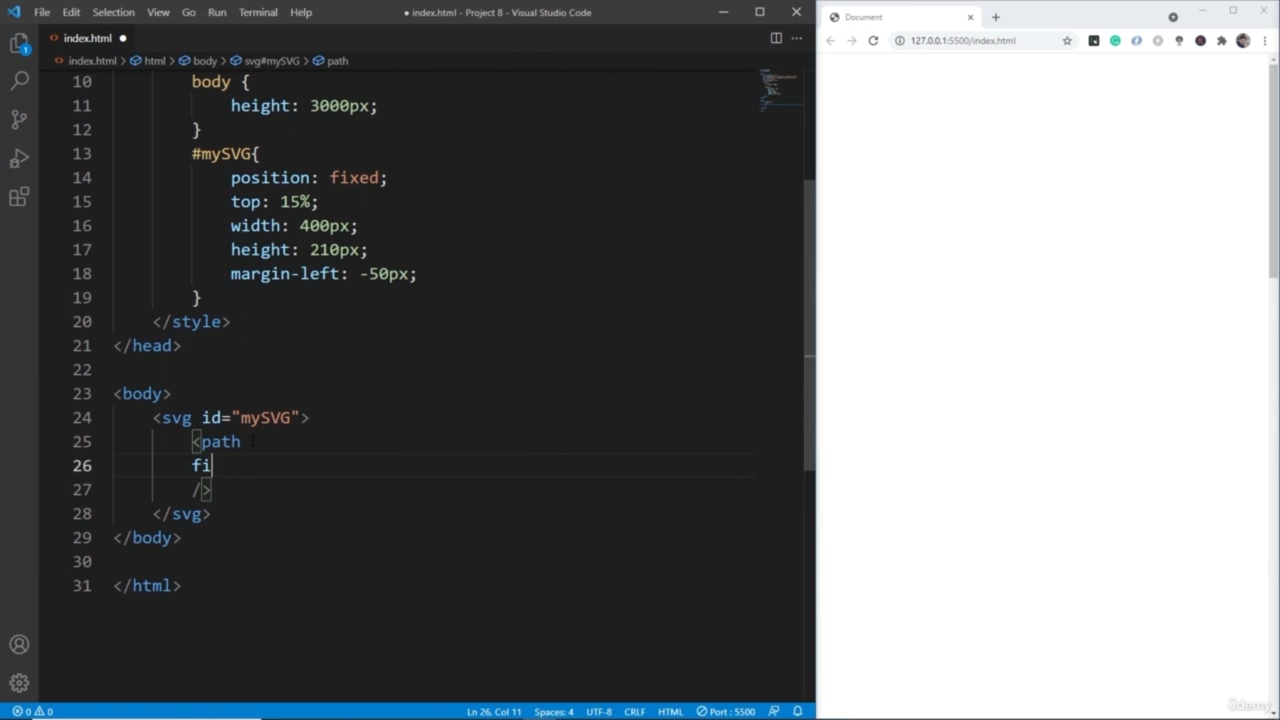 File Edit Selection View Go Run Terminal Help
● index.html - Project 8 - Visual Studio Code
Document
index.html
127.0.0.1:5500/index.html
index.html > html > body > svg#mySVG > path
1
10 body {
11 height: 3000px;
12 }
13 #mySVG{
14 position: fixed;
15 top: 15%;
16 width: 400px;
17 height: 210px;
18 margin-left: -50px;
19 }
20 </style>
21 </head>
22
23 <body>
24 <svg id="mySVG">
25 <path
26 fi
27 />
28 </svg>
29 </body>
30
31 </html>
0 0 Ln 26, Col 11 Spaces: 4 UTF-8 CRLF HTML Port : 5500
ûdemy